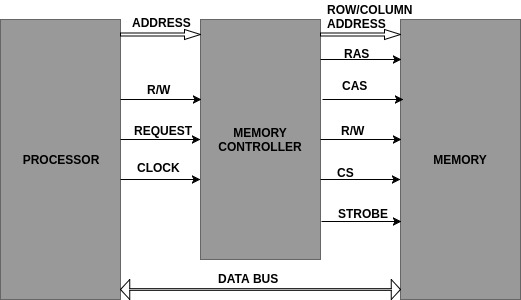 ROW/COLUMN
ADDRESS
ADDRESS
RAS
R/W
CAS
REQUEST
MEMORY
CONTROLLER
R/W
PROCESSOR
MEMORY
CLOCK
CS
STROBE
DATA BUS